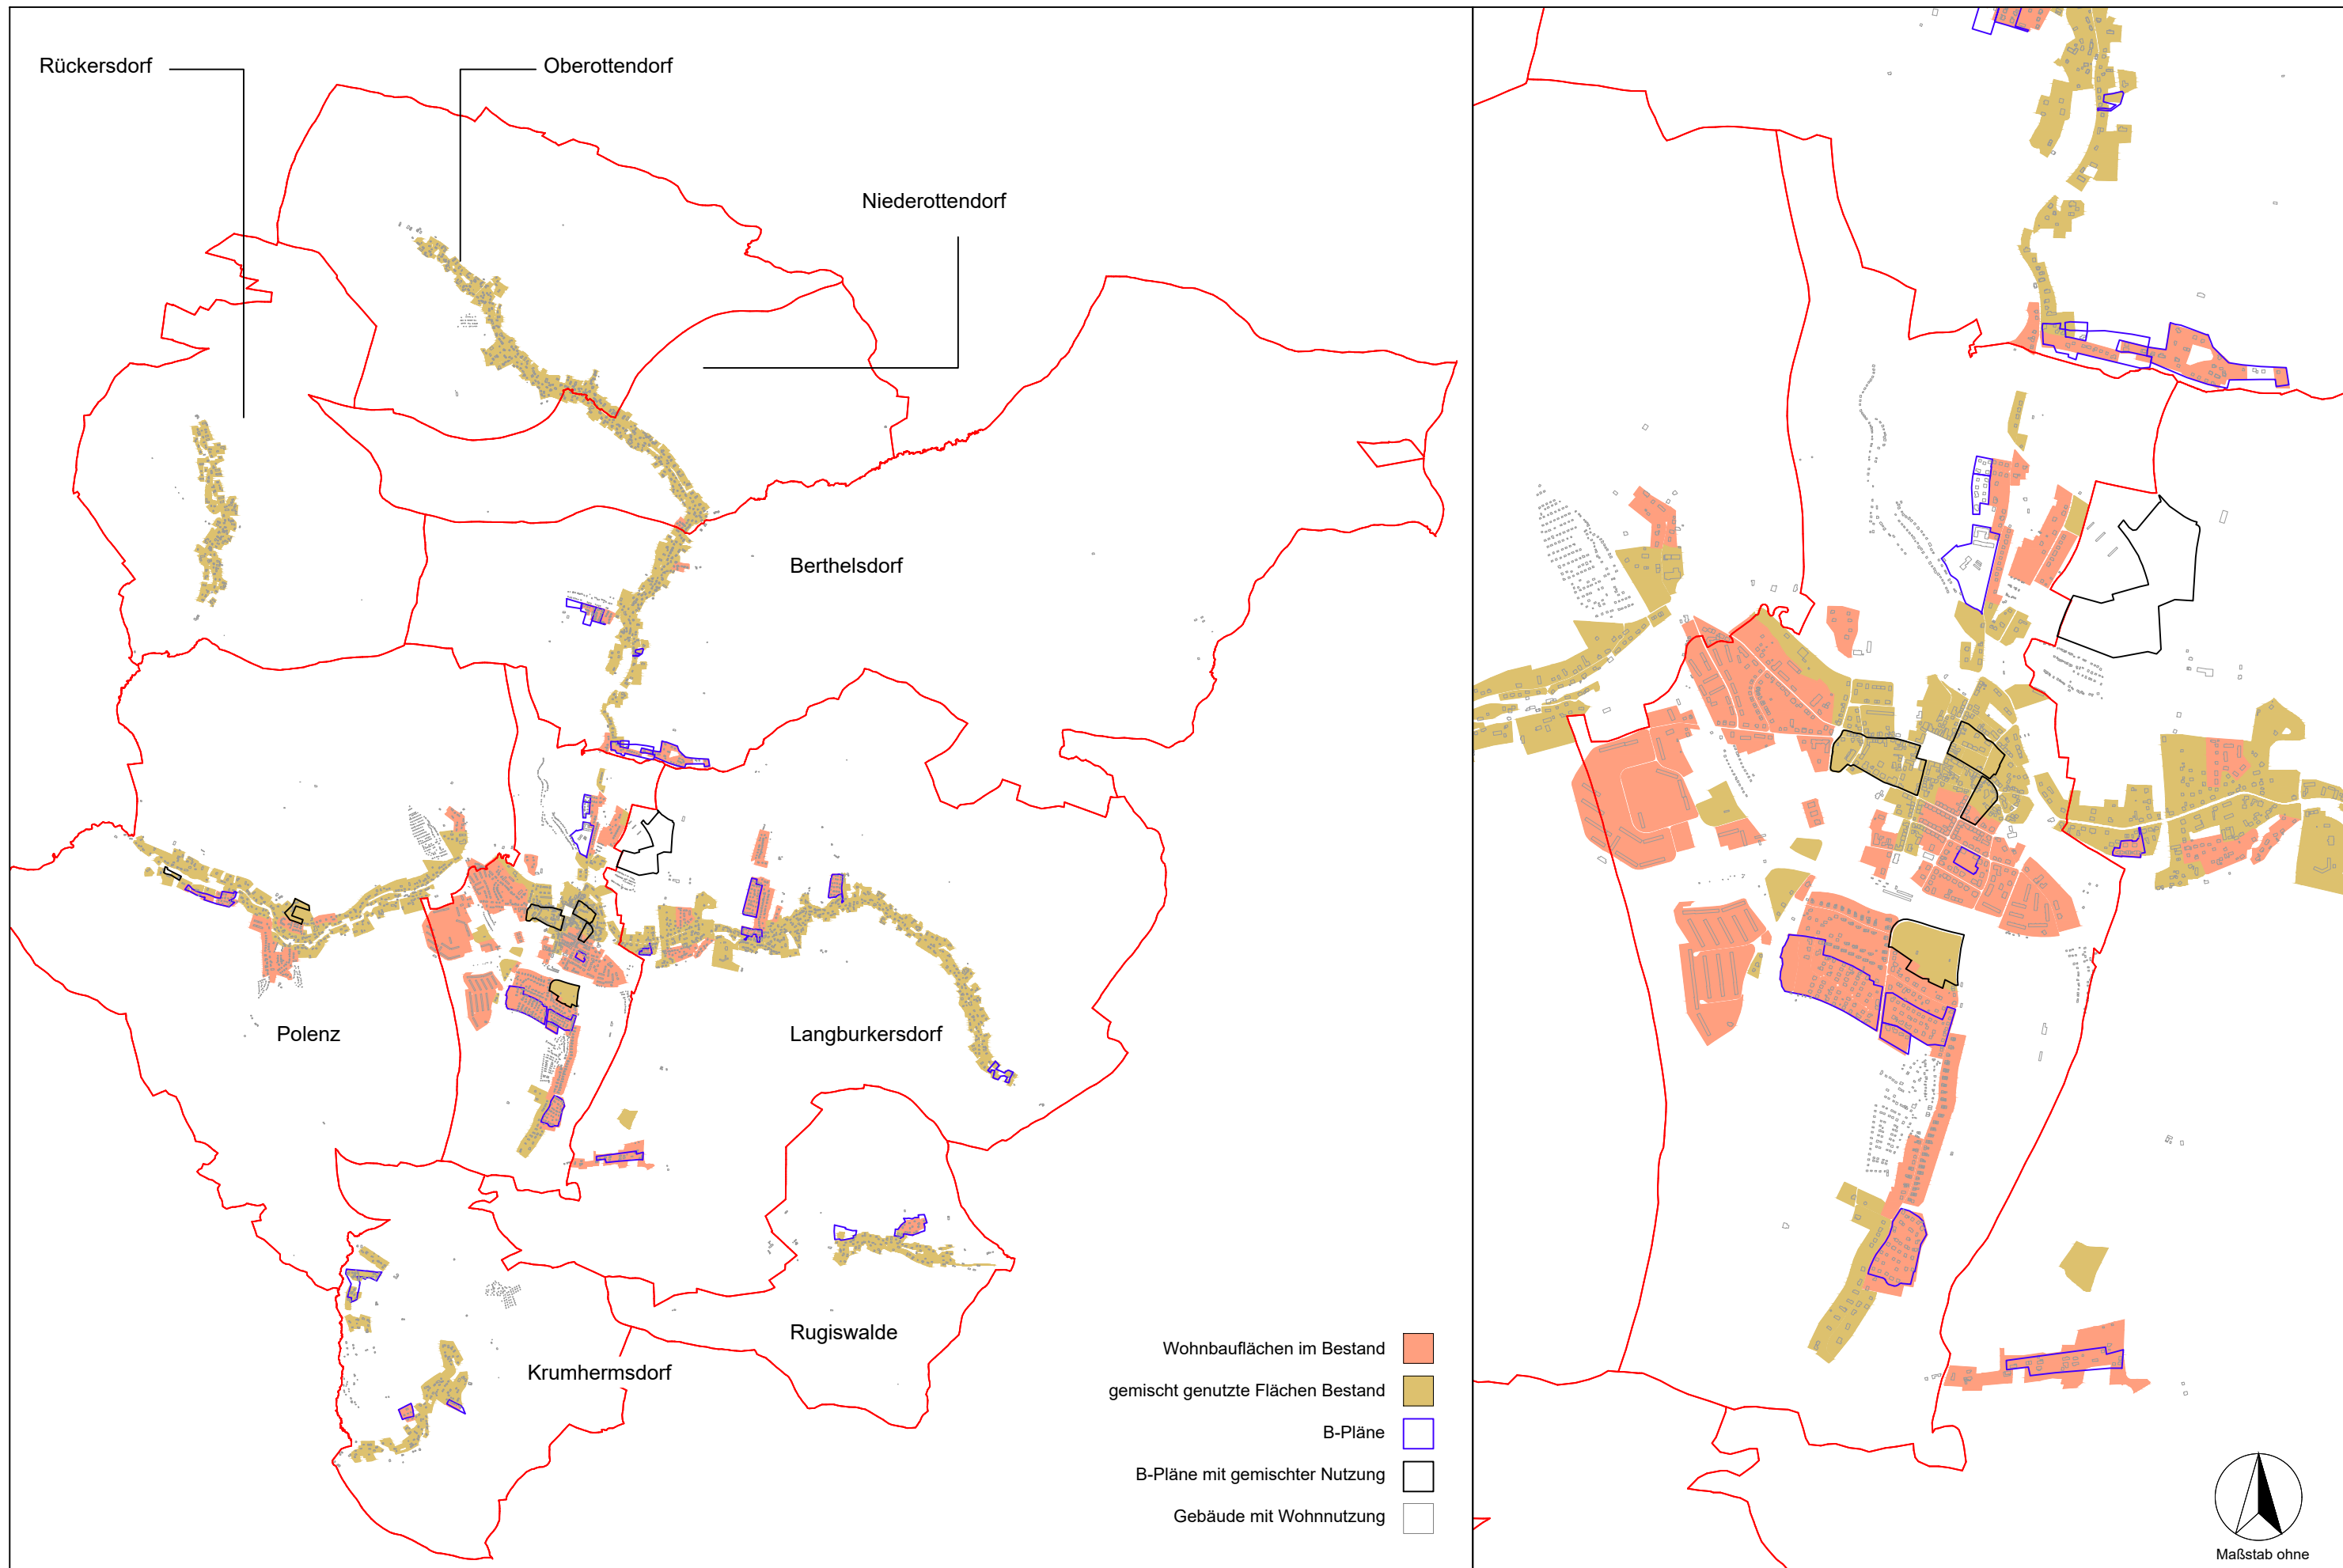 Rückersdorf
Oberottendorf
Niederottendorf
Berthelsdorf
Polenz
Langburkersdorf
Rugiswalde
Krumhermsdorf
Wohnbauflächen im Bestand
gemischt genutzte Flächen Bestand
B-Pläne
B-Pläne mit gemischter Nutzung
Gebäude mit Wohnnutzung
Maßstab ohne